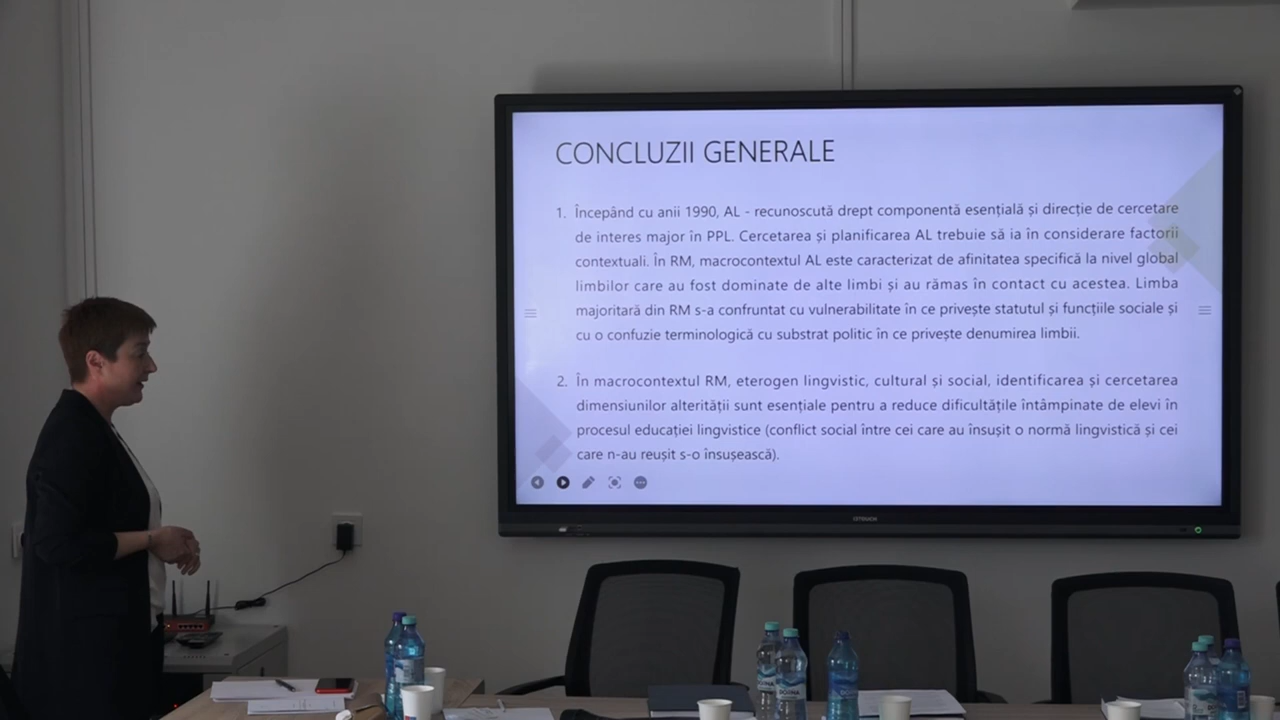 CONCLUZII GENERALE
1. Începând cu anii 1990, AL - recunoscută drept componentă esențială și direcție de cercetare
de interes major în PPL. Cercetarea și planificarea AL trebuie să ia în considerare factorii
contextuali. În RM, macrocontextul AL este caracterizat de afinitatea specifică la nivel global
limbilor care au fost dominate de alte limbi și au rămas în contact cu acestea. Limba
majoritară din RM s-a confruntat cu vulnerabilitate în ce privește statutul și funcțiile sociale și
cu o confuzie terminologică cu substrat politic în ce privește denumirea limbii.
2. În macrocontextul RM, eterogen lingvistic, cultural și social, identificarea și cercetarea
dimensiunilor alterității sunt esențiale pentru a reduce dificultățile întâmpinate de elevi în
procesul educației lingvistice (conflict social între cei care au însușit o normă lingvistică și cei
care n-au reușit s-o însușească).
DORNA